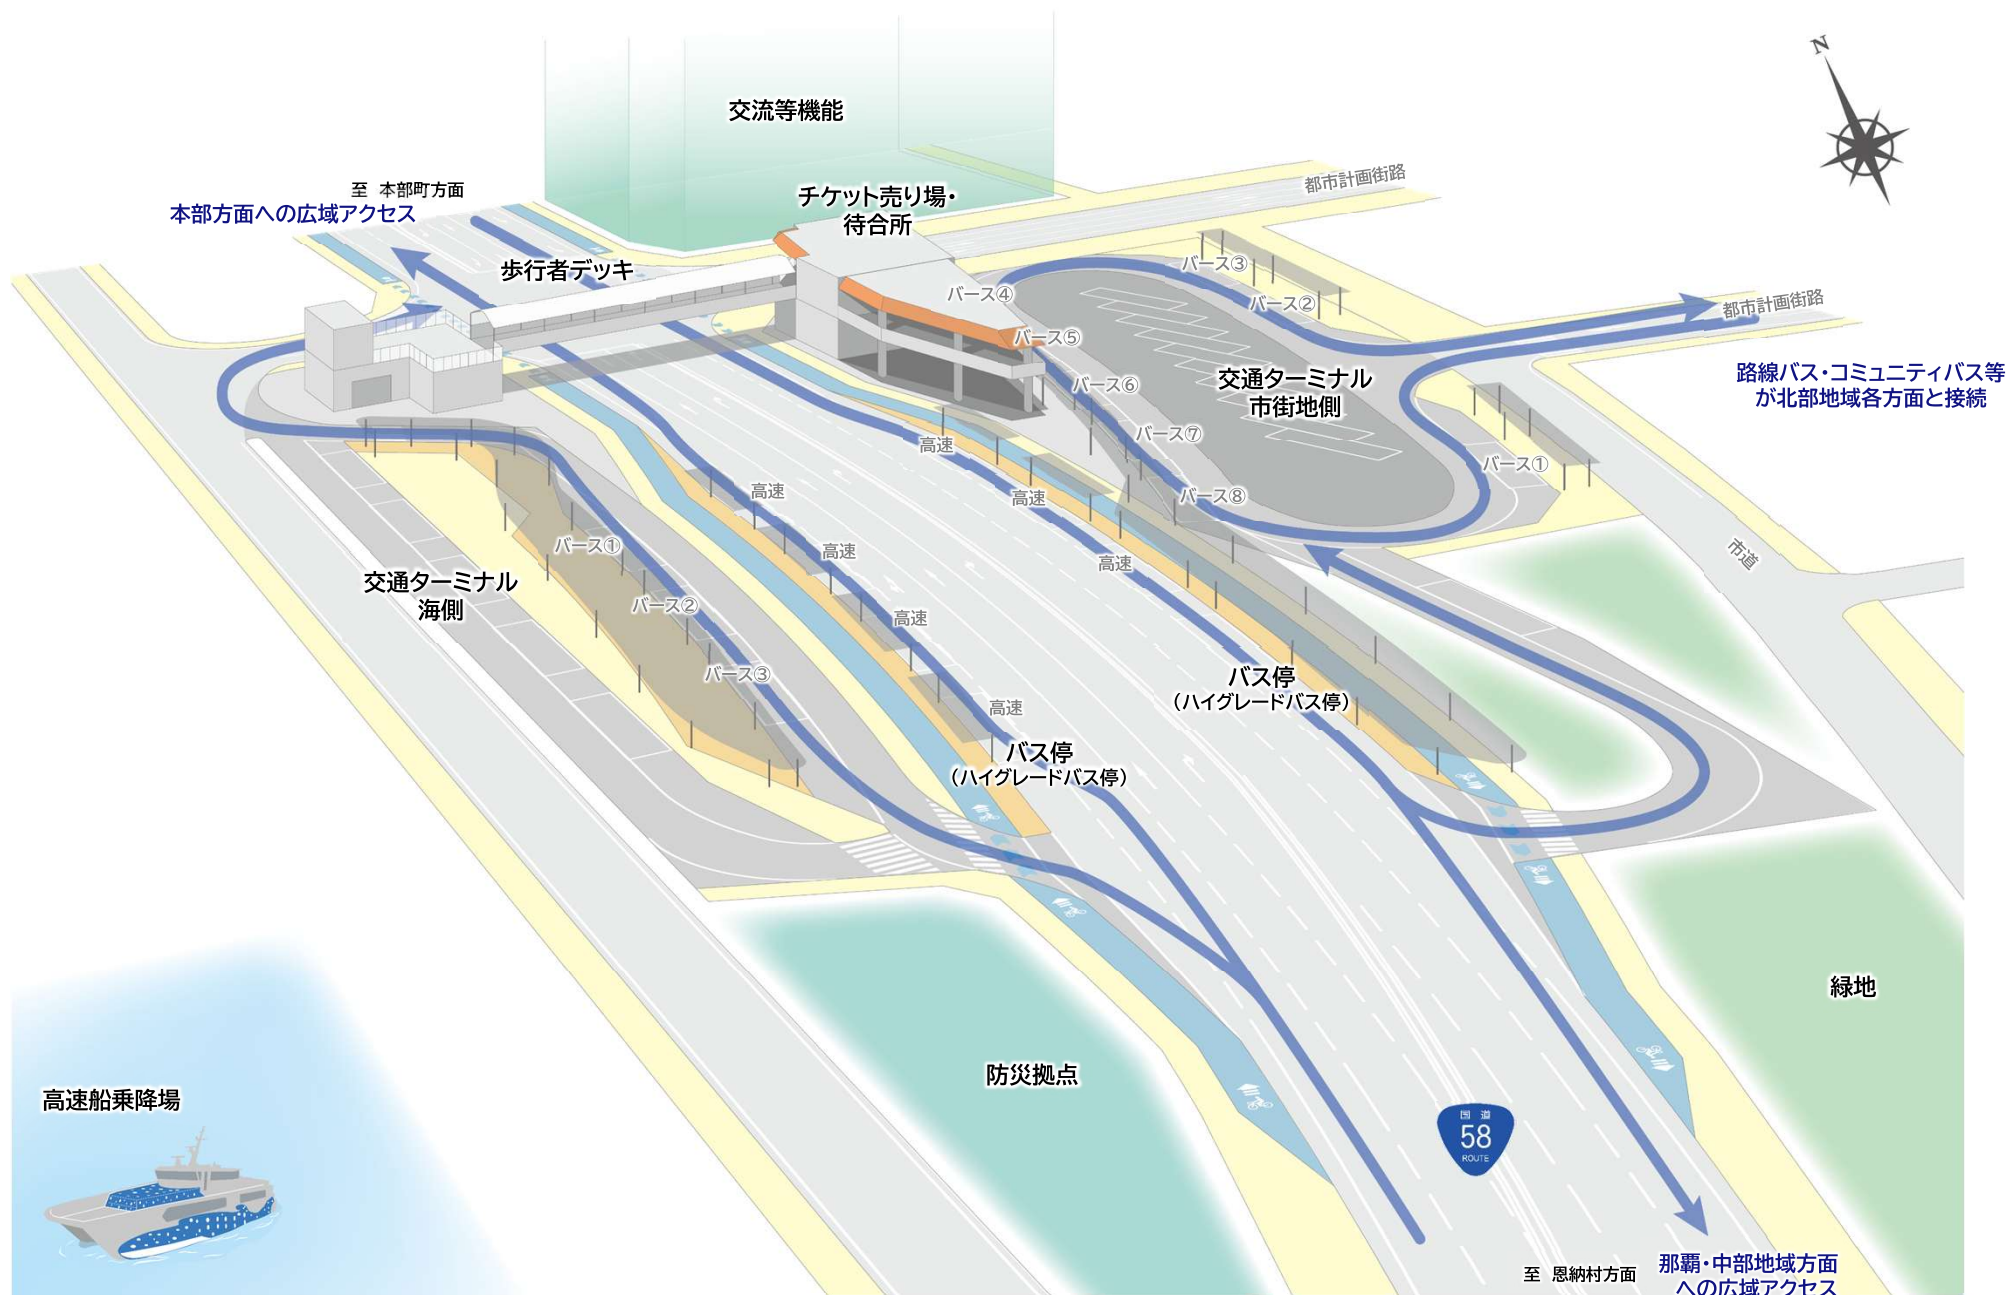 N
交流等機能
都市計画街路
至 本部町方面
本部方面への広域アクセス
チケット売り場・
待合所
歩行者デッキ
バース③
バース②
バース④
バース⑤
都市計画街路
路線バス・コミュニティバス等
が北部地域各方面と接続
交通ターミナル
市街地側
バース⑥
バース⑦
バース⑧
バース①
市道
高速
高速
高速
高速
高速
高速
高速
交通ターミナル
海側
バース①
バース②
バース③
バス停
（ハイグレードバス停）
バス停
（ハイグレードバス停）
緑地
防災拠点
高速船乗降場
国道
58
ROUTE
至 恩納村方面
那覇・中部地域方面
への広域アクセス